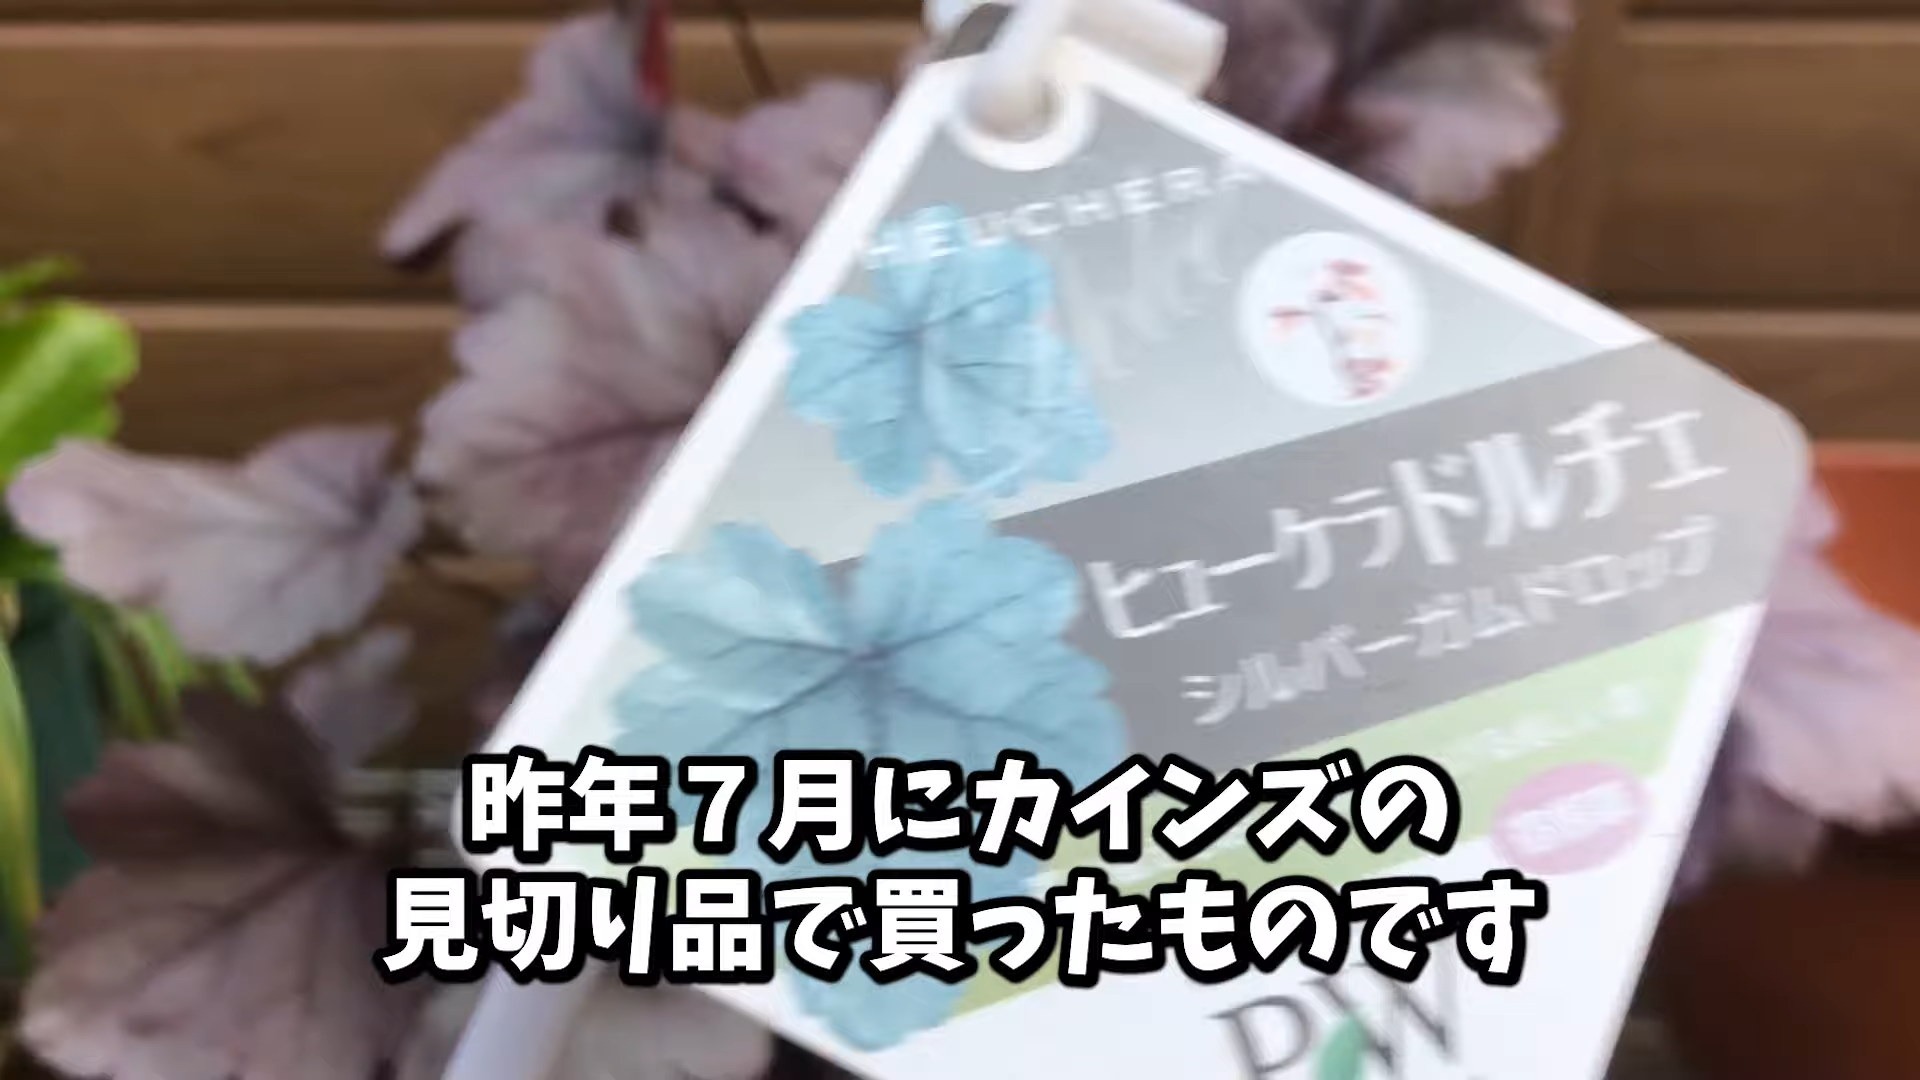 HEUCHERA
ヒューケラドルチェ
シルバーガムドロップ
昨年７月にカインズの
見切り品で買ったものです
PW